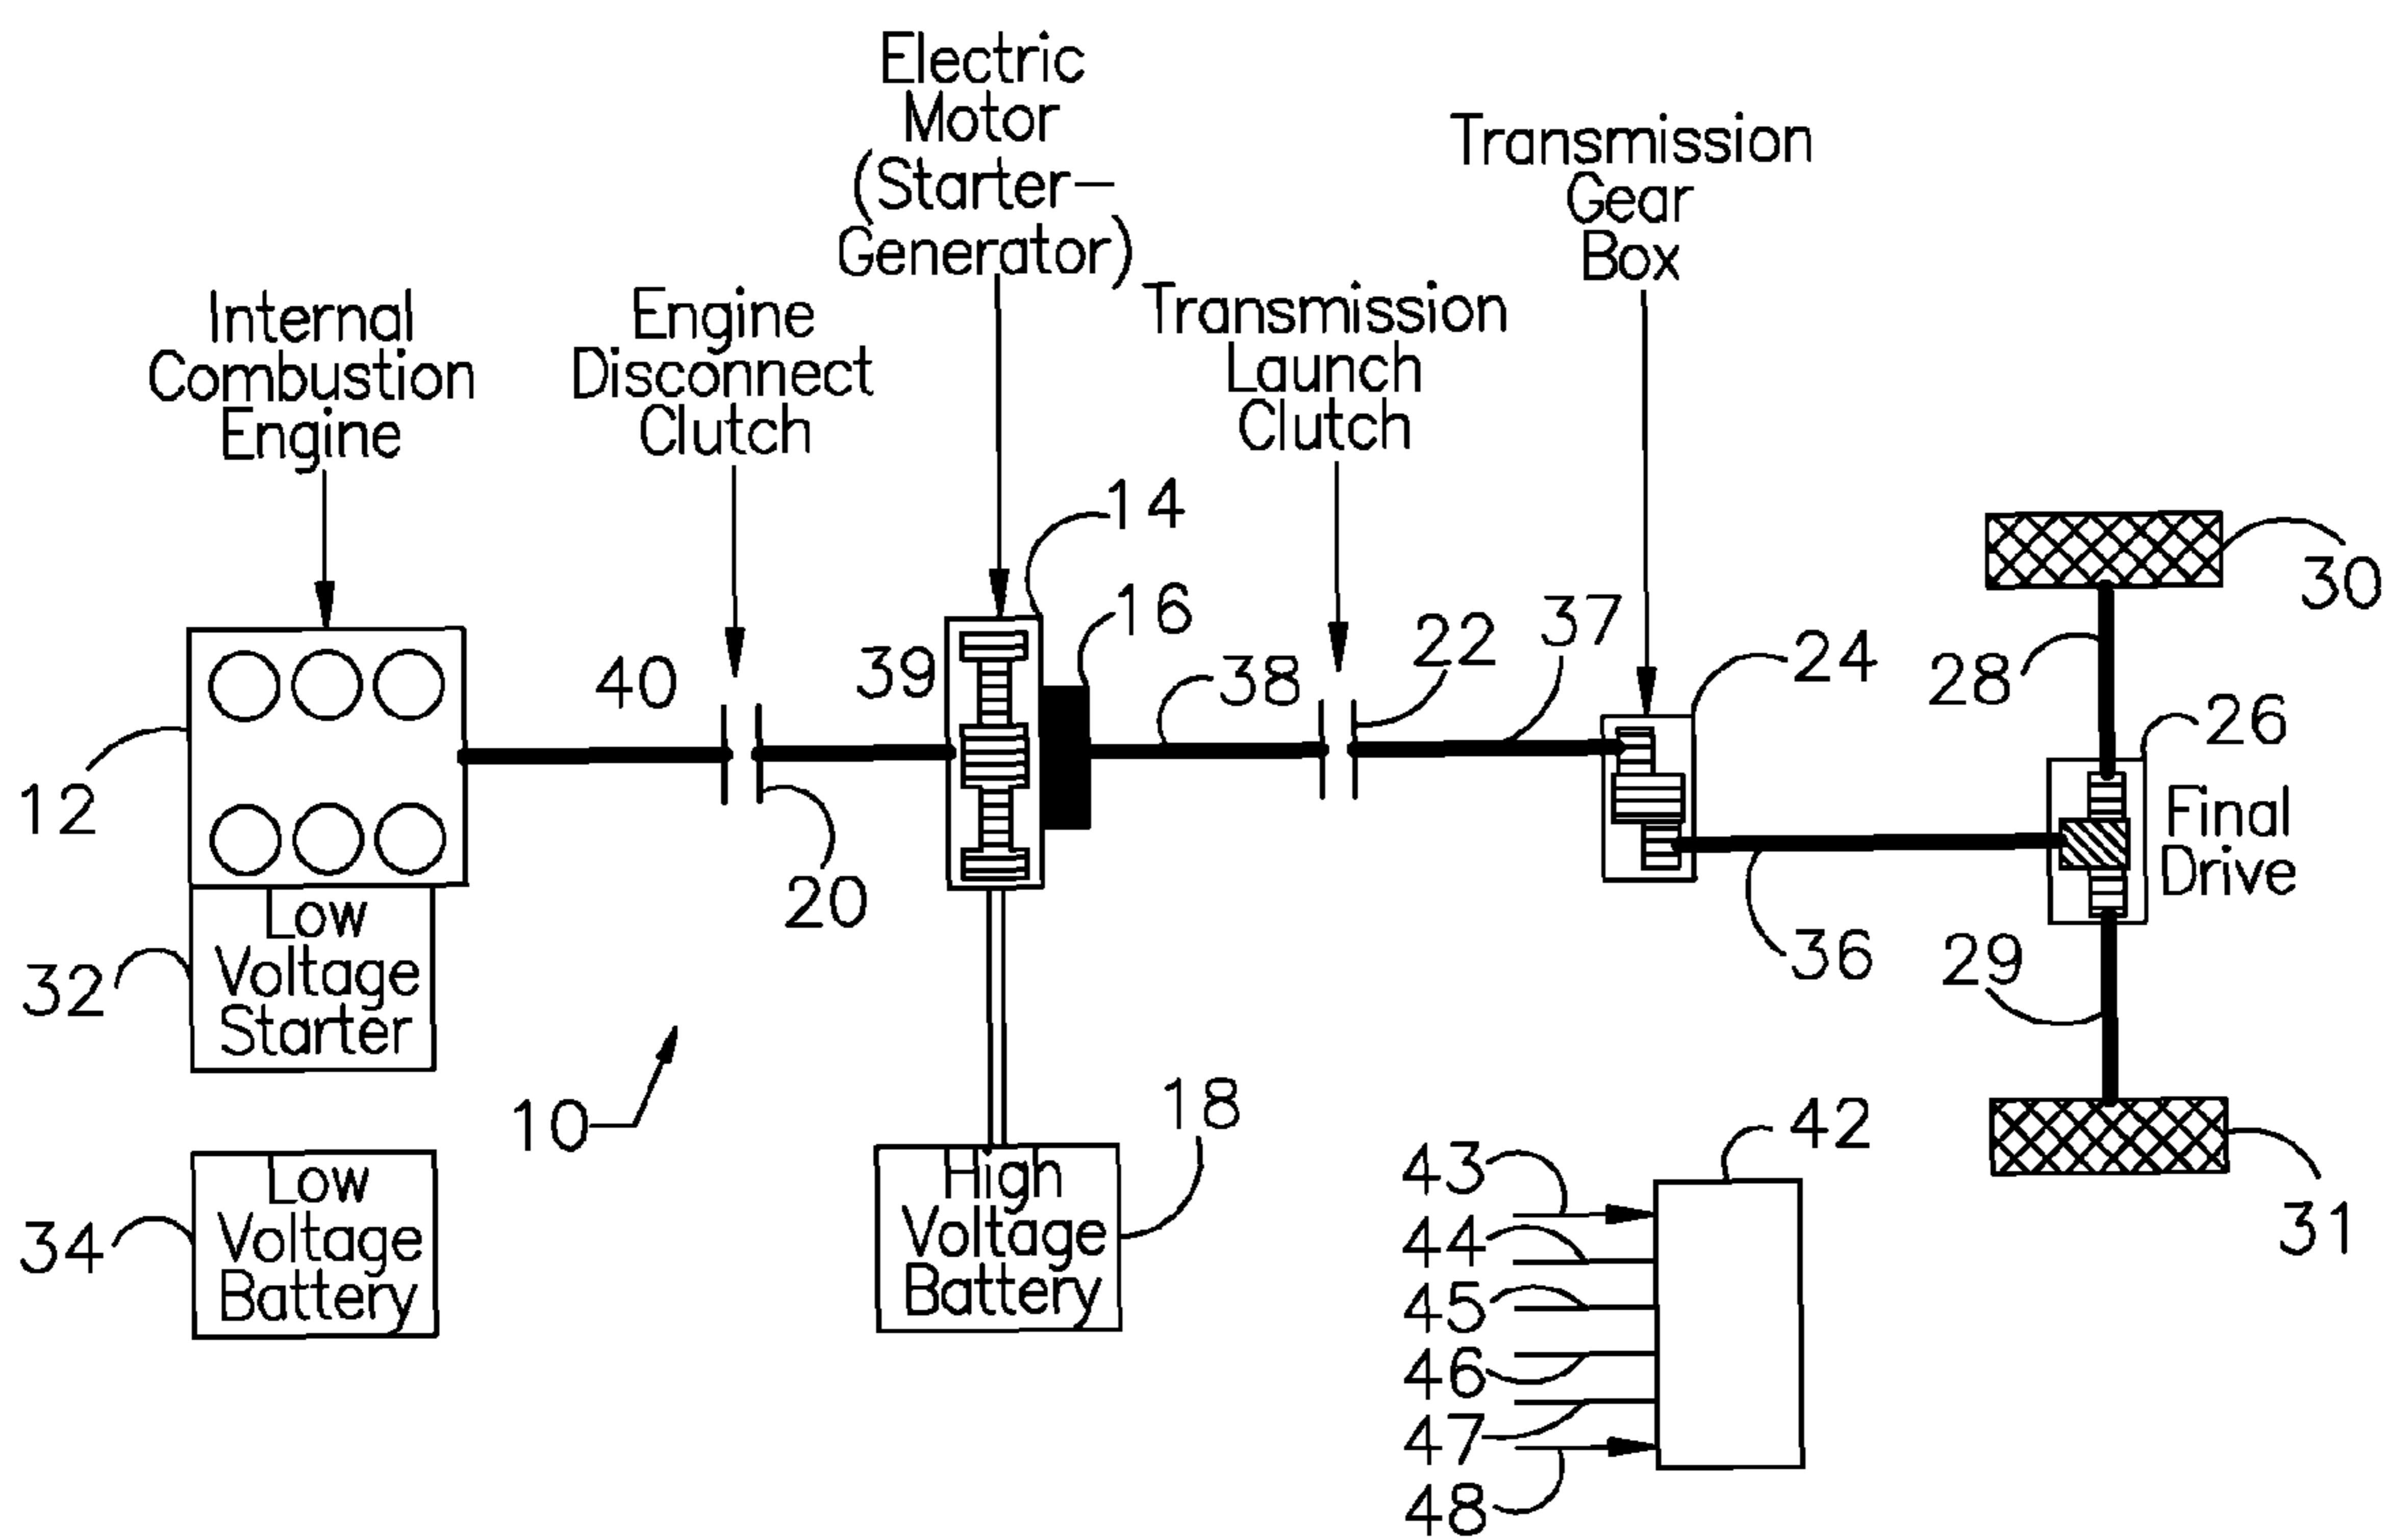 Electric
Motor
(Starter-
Generator)
Transmission
Gear
Box
Internal
Combustion
Engine
Engine
Disconnect
Clutch
Transmission
Launch
Clutch
14
16
30
40
39
38
22
37
24
28
26
12
20
Final
Drive
36
29
32
Low
Voltage
Starter
10
18
42
34
Low
Voltage
Battery
High
Voltage
Battery
43
44
45
46
47
48
31